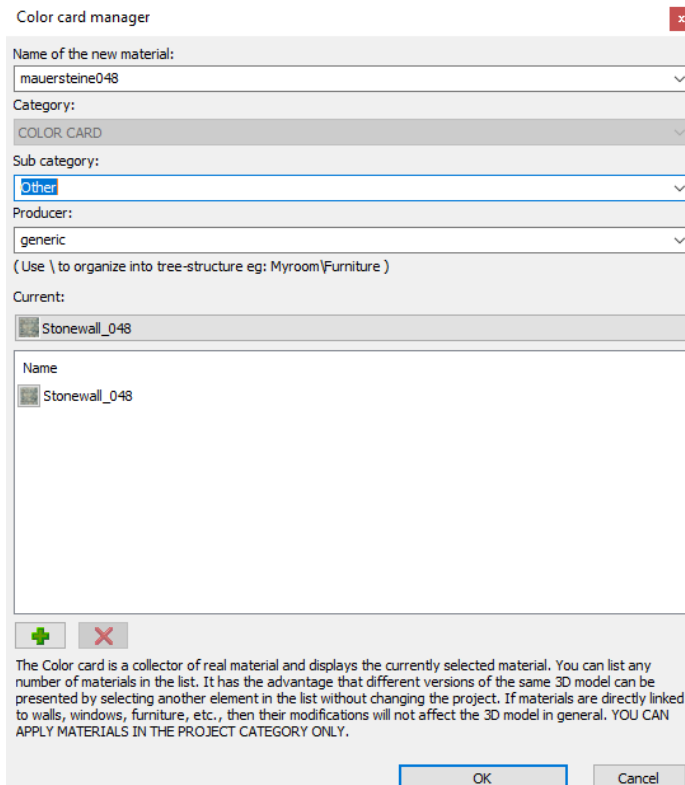 Color card manager
x
Name of the new material:
mauersteine048
Category:
COLOR CARD
Sub category:
Other
Producer:
generic
( Use \ to organize into tree-structure eg: Myroom\Furniture )
Current:
Stonewall_048
Name
Stonewall_048
The Color card is a collector of real material and displays the currently selected material. You can list any
number of materials in the list. It has the advantage that different versions of the same 3D model can be
presented by selecting another element in the list without changing the project. If materials are directly linked
to walls, windows, furniture, etc., then their modifications will not affect the 3D model in general. YOU CAN
APPLY MATERIALS IN THE PROJECT CATEGORY ONLY.
OK
Cancel